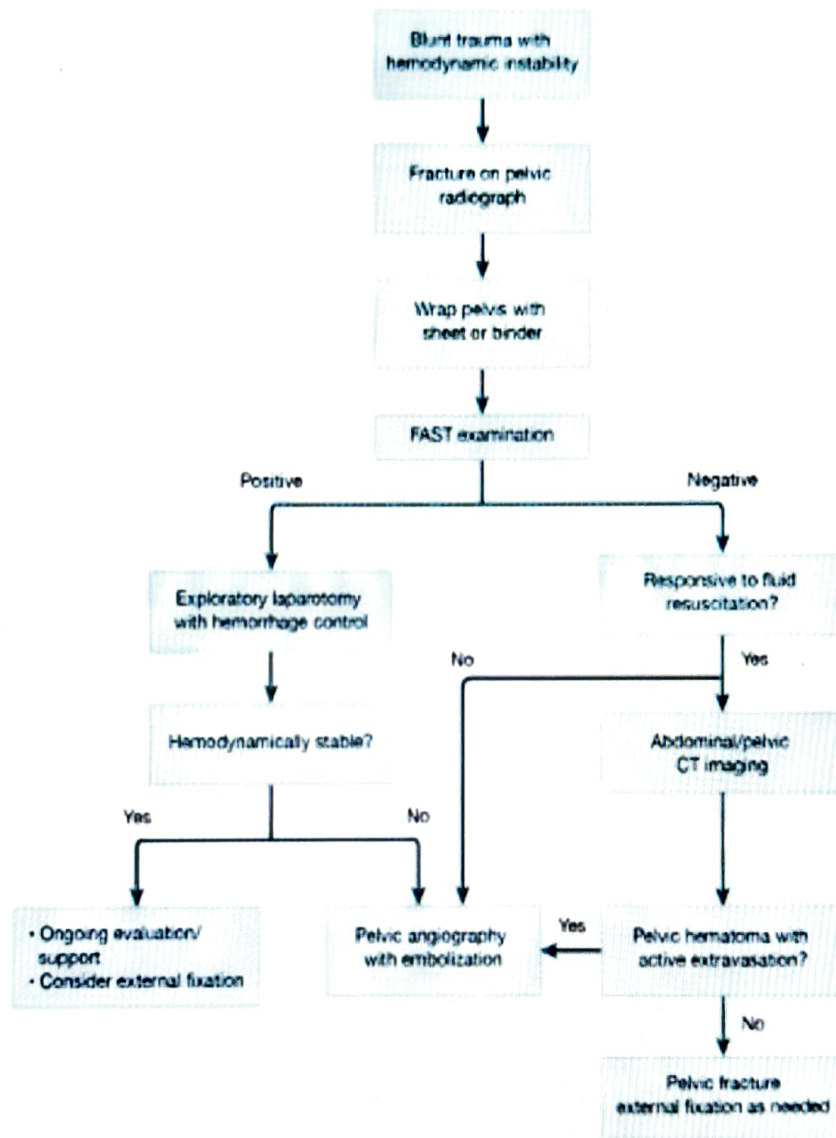 Blunt trauma with
hemodynamic instability
Fracture on pelvic
radiograph
Wrap pelvis with
sheet or binder
FAST examination
Positive
Negative
Exploratory laparotomy
with hemorrhage control
Responsive to fluid
resuscitation?
No
Yes
Hemodynamically stable?
Abdominal/pelvic
CT imaging
Yes
No
• Ongoing evaluation/
support
• Consider external fixation
Pelvic angiography
with embolization
Yes
Pelvic hematoma with
active extravasation?
No
Pelvic fracture
external fixation as needed